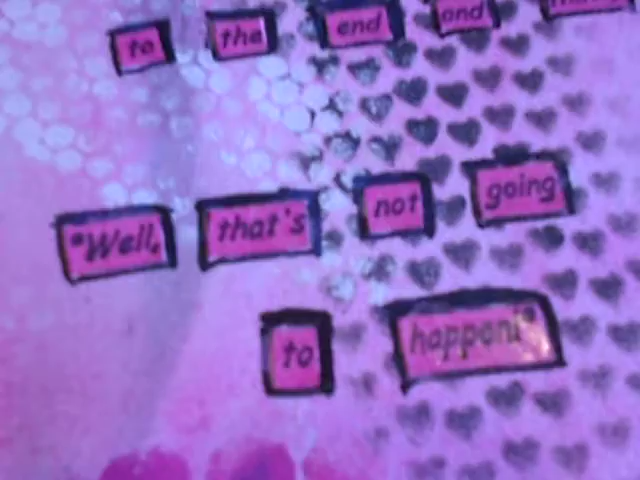 to the end and
"Well, that's not going
to happen!"